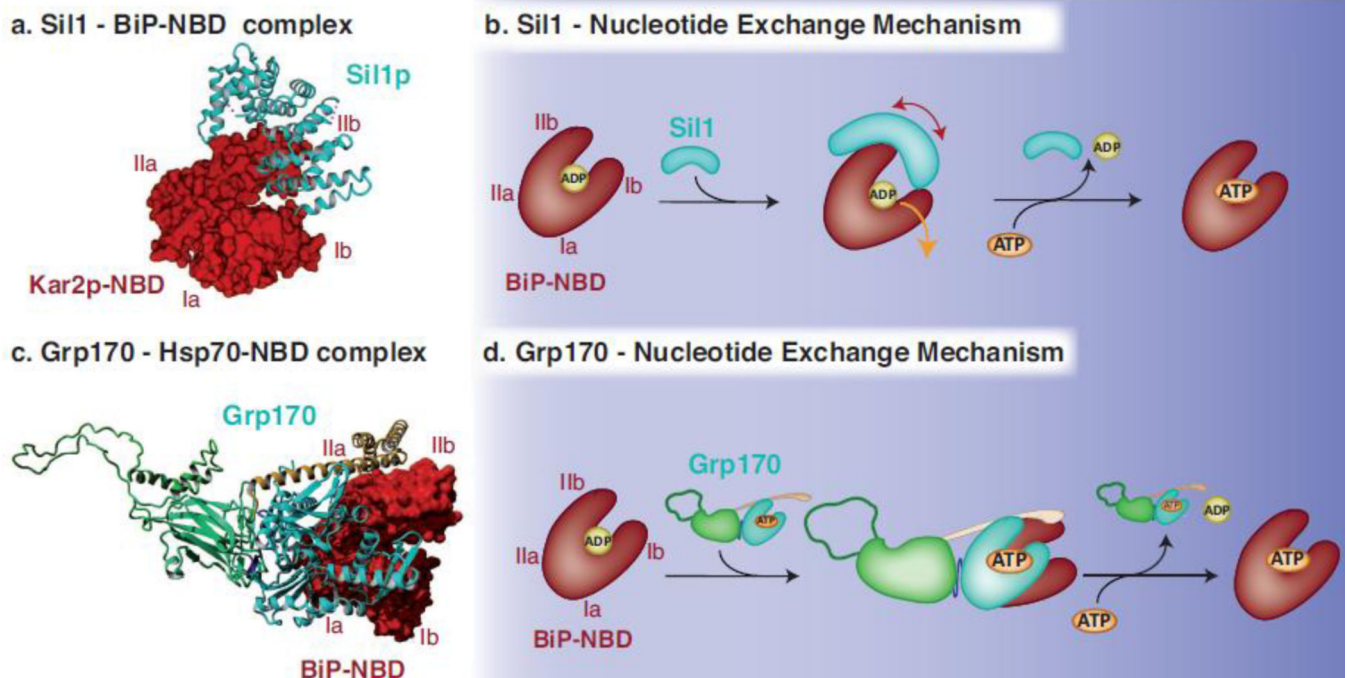 a. Sil1 - BiP-NBD complex
Sil1p
IIb
IIa
Ib
Kar2p-NBD
Ia
b. Sil1 - Nucleotide Exchange Mechanism
IIb
Sil1
ADP
IIa
Ib
Ia
BiP-NBD
ADP
ADP
ATP
ATP
c. Grp170 - Hsp70-NBD complex
Grp170
IIa
IIb
Ia
Ib
BiP-NBD
d. Grp170 - Nucleotide Exchange Mechanism
Grp170
IIb
ATP
ADP
IIa
Ib
Ia
BiP-NBD
ATP
ATP
ADP
ATP
ATP